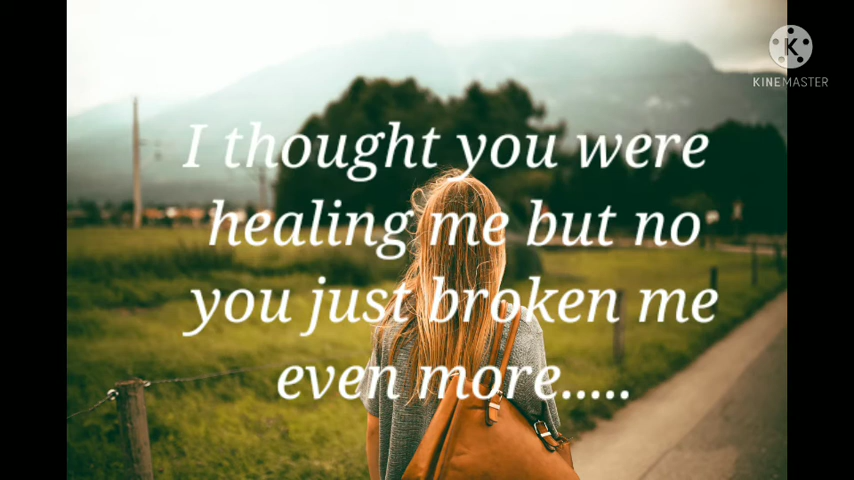 KINEMASTER
I thought you were
healing me but no
you just broken me
even more.....